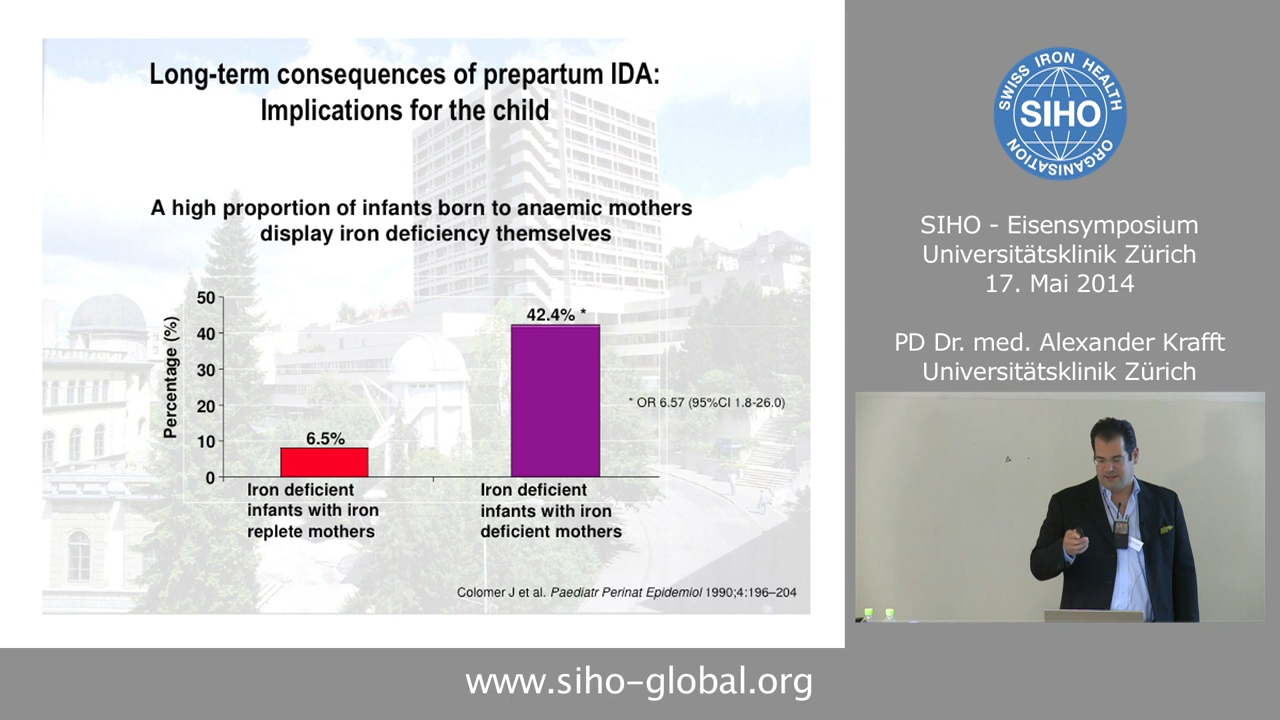 Long-term consequences of prepartum IDA:
Implications for the child
A high proportion of infants born to anaemic mothers
display iron deficiency themselves
Percentage (%)
50
40
30
20
10
0
6.5%
42.4% *
* OR 6.57 (95%CI 1.8-26.0)
Iron deficient
infants with iron
replete mothers
Iron deficient
infants with iron
deficient mothers
Colomer J et al. Paediatr Perinat Epidemiol 1990;4:196–204
SWISS IRON HEALTH
SIHO
ORGANISATION
SIHO - Eisensymposium
Universitätsklinik Zürich
17. Mai 2014
PD Dr. med. Alexander Krafft
Universitätsklinik Zürich
www.siho-global.org